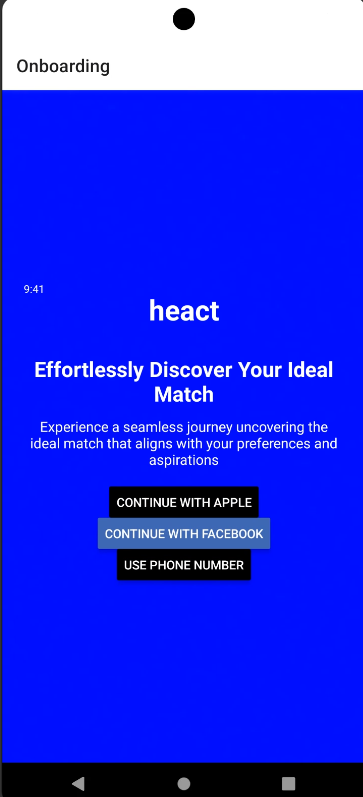 Onboarding
9:41
heact
Effortlessly Discover Your Ideal
Match
Experience a seamless journey uncovering the
ideal match that aligns with your preferences and
aspirations
CONTINUE WITH APPLE
CONTINUE WITH FACEBOOK
USE PHONE NUMBER